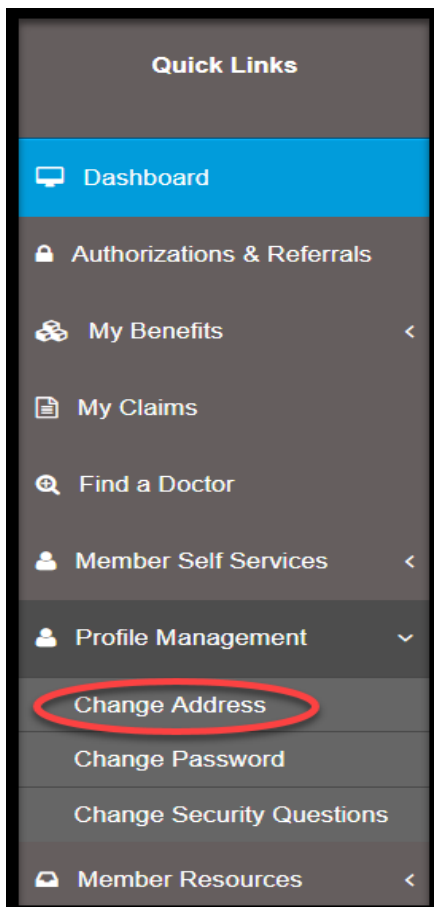 Quick Links
Dashboard
Authorizations & Referrals
My Benefits
My Claims
Find a Doctor
Member Self Services
Profile Management
Change Address
Change Password
Change Security Questions
Member Resources